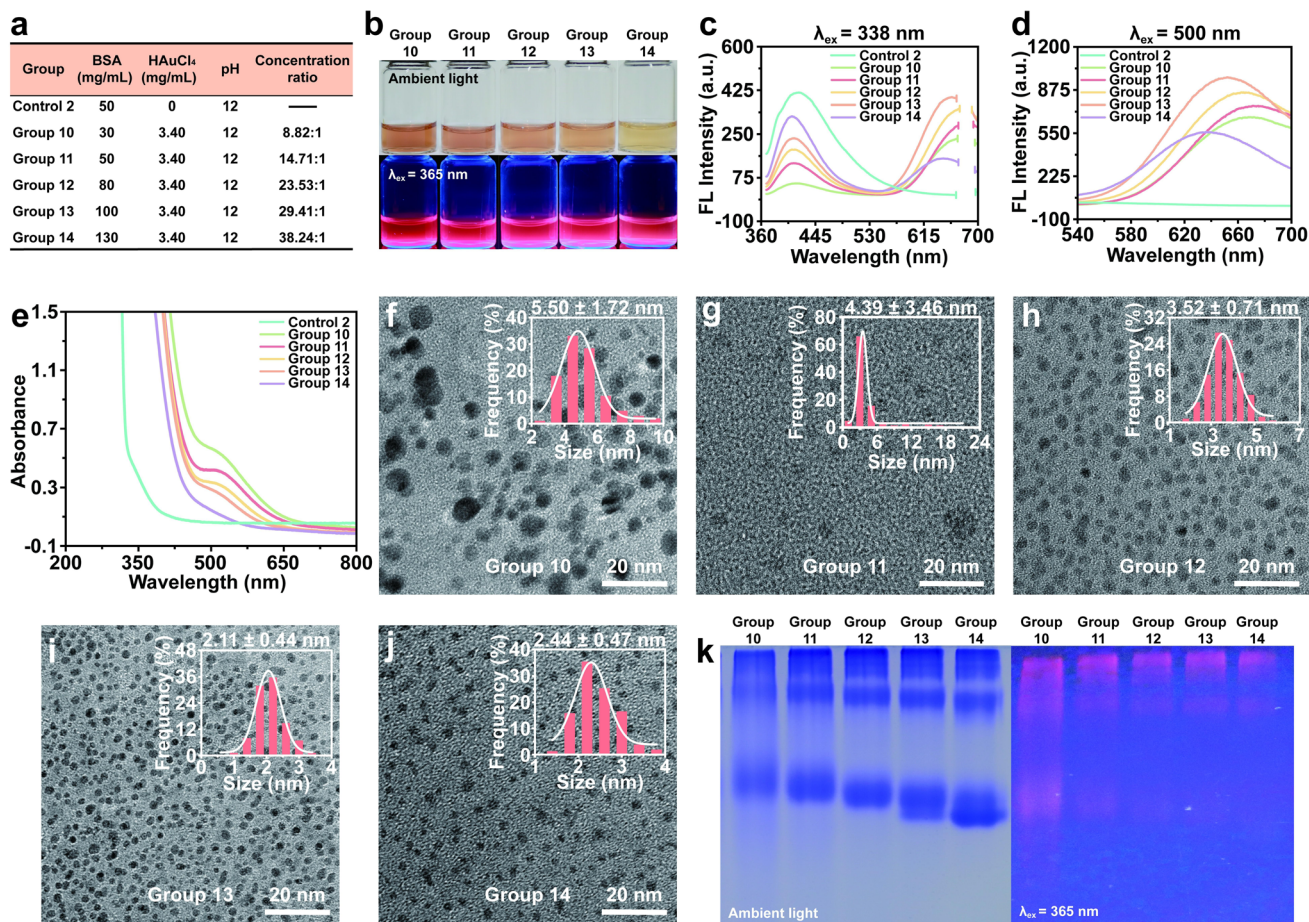 a
Group BSA (mg/mL) HAuCl₄ (mg/mL) pH Concentration ratio
Control 2 50 0 12 —
Group 10 30 3.40 12 8.82:1
Group 11 50 3.40 12 14.71:1
Group 12 80 3.40 12 23.53:1
Group 13 100 3.40 12 29.41:1
Group 14 130 3.40 12 38.24:1
b
Group 10 Group 11 Group 12 Group 13 Group 14
Ambient light
λex = 365 nm
c
λex = 338 nm
Control 2
Group 10
Group 11
Group 12
Group 13
Group 14
FL Intensity (a.u.)
600
425
250
75
-100
360 445 530 615 700
Wavelength (nm)
d
λex = 500 nm
Control 2
Group 10
Group 11
Group 12
Group 13
Group 14
FL Intensity (a.u.)
1200
875
550
225
-100
540 580 620 660 700
Wavelength (nm)
e
Control 2
Group 10
Group 11
Group 12
Group 13
Group 14
Absorbance
1.5
1.1
0.7
0.3
-0.1
200 350 500 650 800
Wavelength (nm)
f
5.50 ± 1.72 nm
Frequency (%)
40
30
20
10
0
2 4 6 8 10
Size (nm)
Group 10
20 nm
g
4.39 ± 3.46 nm
Frequency (%)
80
60
40
20
0
0 6 12 18 24
Size (nm)
Group 11
20 nm
h
3.52 ± 0.71 nm
Frequency (%)
32
24
16
8
0
1 3 5 7
Size (nm)
Group 12
20 nm
i
2.11 ± 0.44 nm
Frequency (%)
48
36
24
12
0
0 1 2 3 4
Size (nm)
Group 13
20 nm
j
2.44 ± 0.47 nm
Frequency (%)
40
30
20
10
0
1 2 3 4
Size (nm)
Group 14
20 nm
k
Group 10 Group 11 Group 12 Group 13 Group 14 Group 10 Group 11 Group 12 Group 13 Group 14
Ambient light
λex = 365 nm